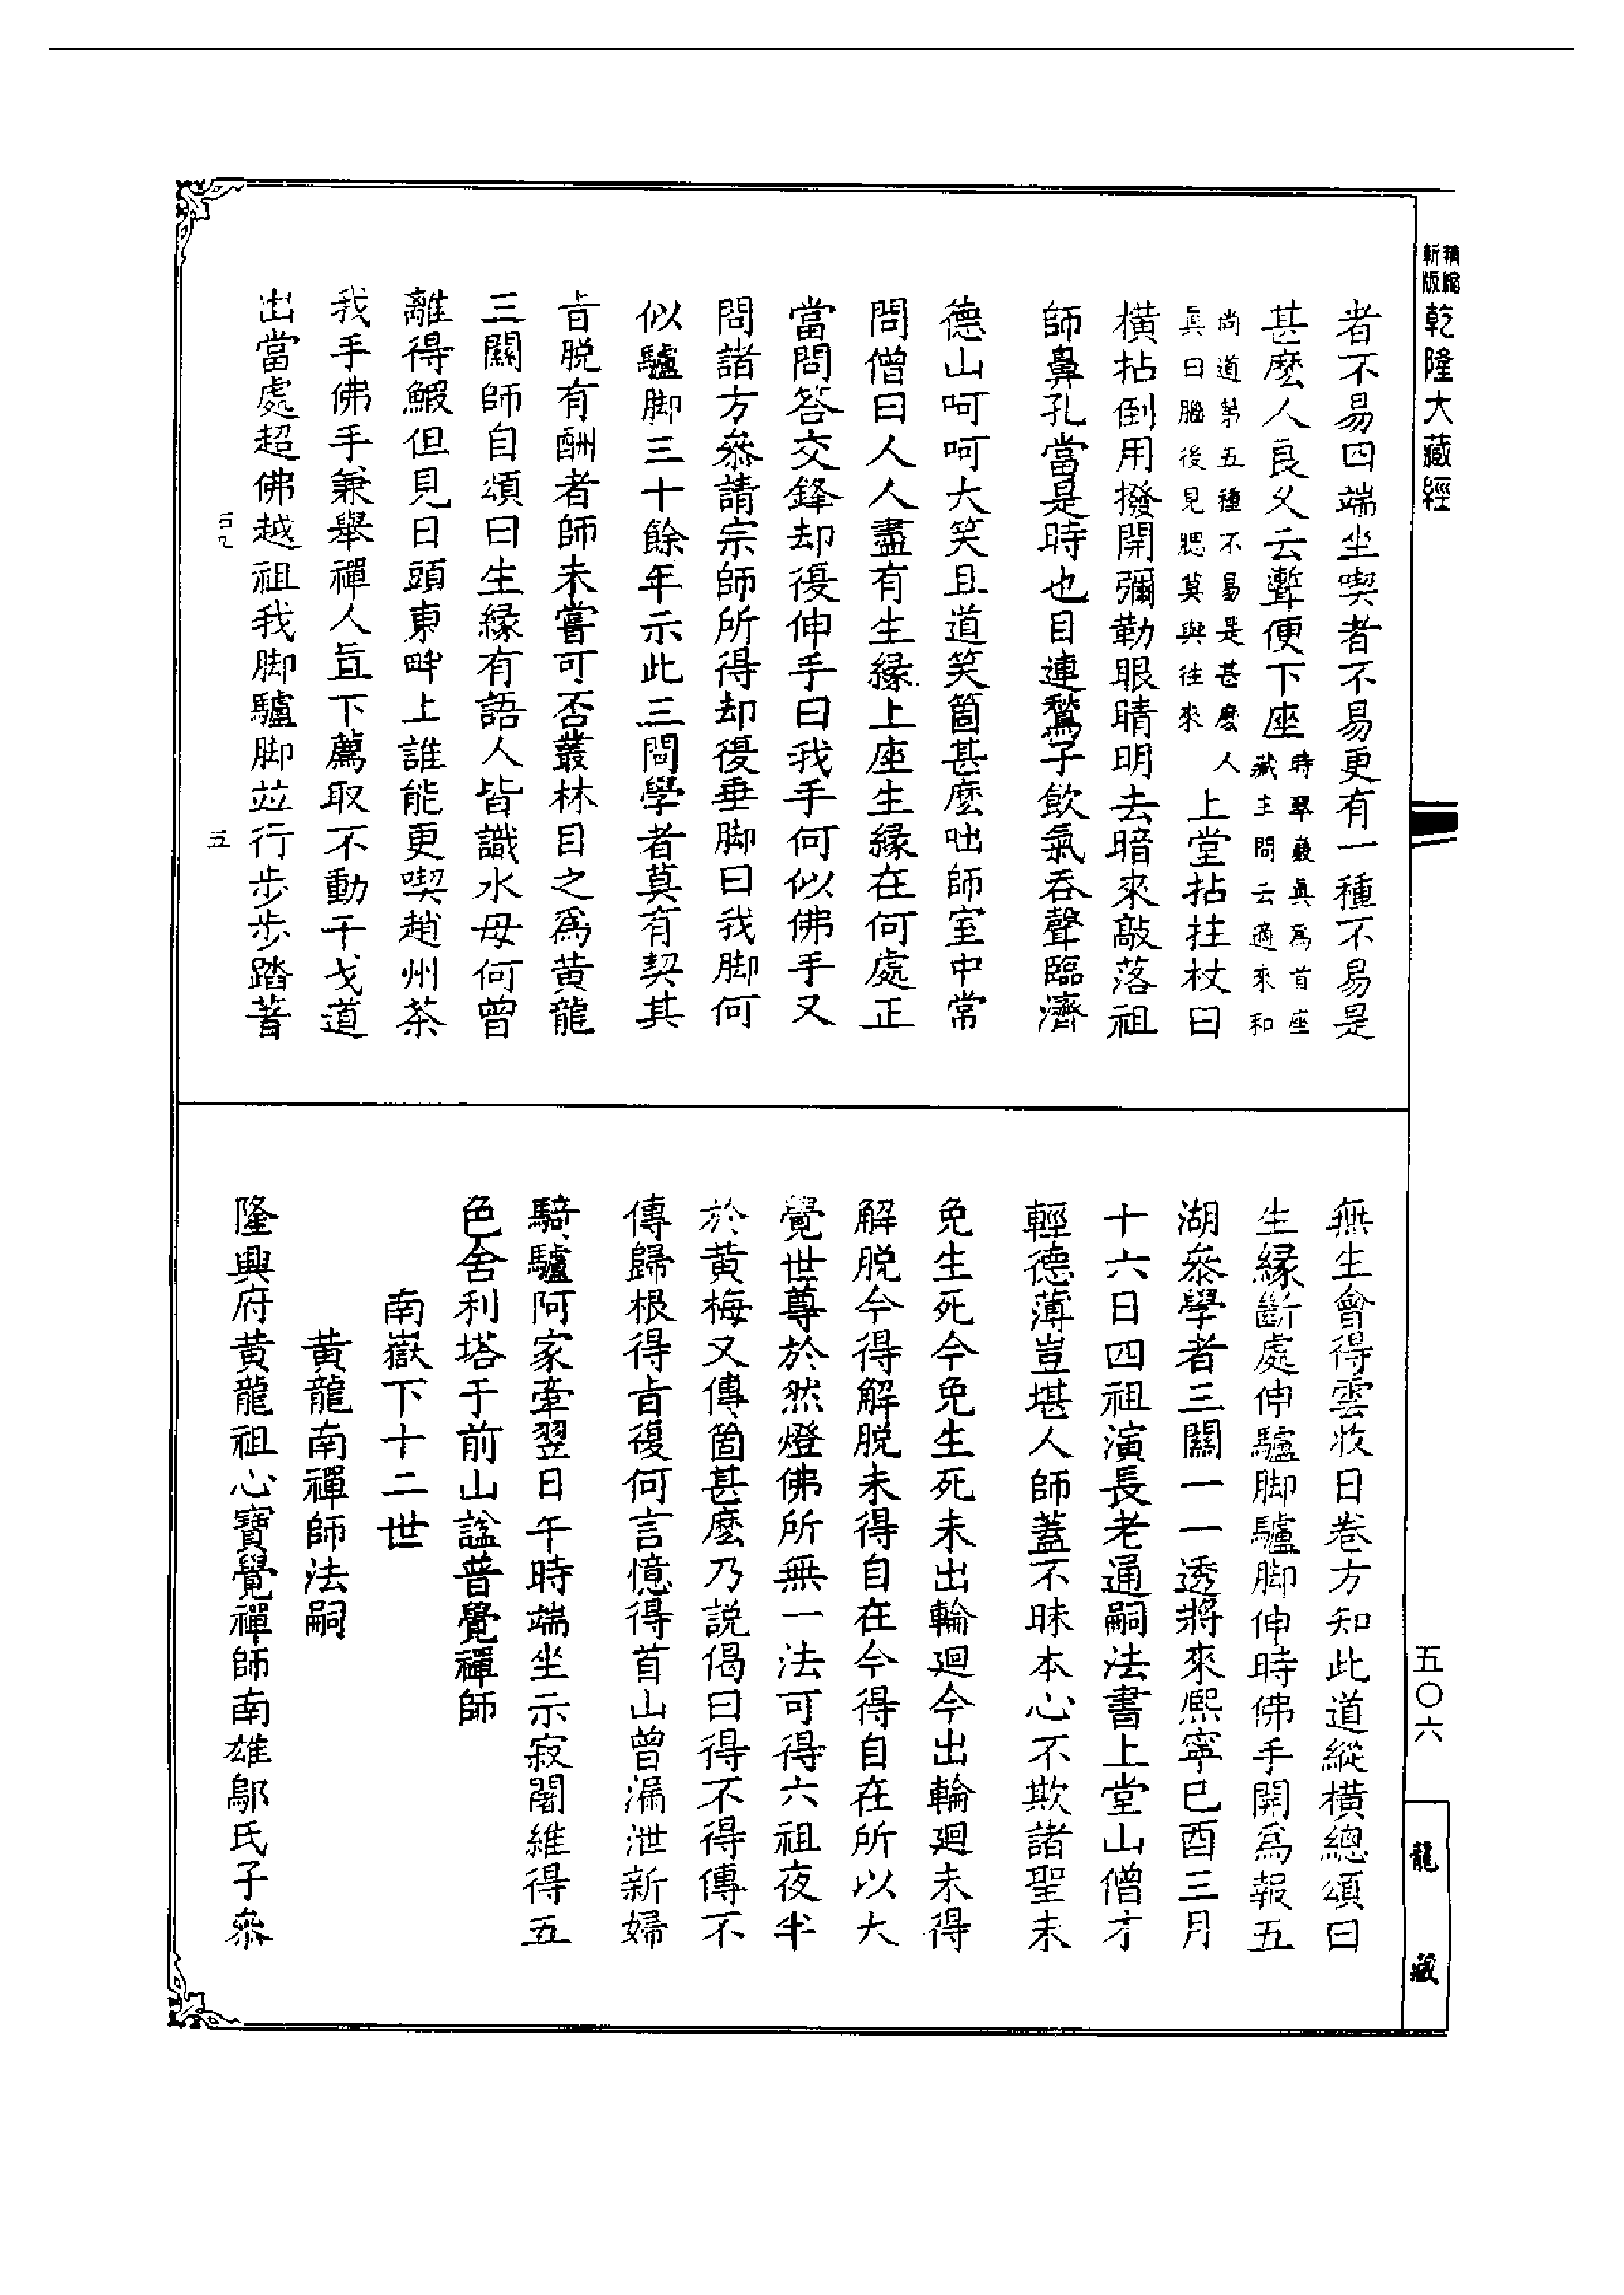 新版
精縮
乾隆大藏經
者不易四端坐喫者不易更有一種不易是
甚麽人良久云䥢便下座
時翠巖眞爲首座
藏主問云適來和
尚道第五種不易是甚麽人
眞曰腦後見腮莫與徃來
上堂拈拄杖曰
橫拈倒用撥開彌勒眼睛明去暗來敲落祖
師鼻孔當是時也目連鶖子飲氣吞聲臨濟
德山呵呵大笑且道笑箇甚麽咄師室中常
問僧曰人人盡有生緣上座生緣在何處正
當問答交鋒却復伸手曰我手何似佛手又
問諸方叅請宗師所得却復垂脚曰我脚何
似驢脚三十餘年示此三問學者莫有契其
㫖脫有酬者師未嘗可否叢林目之爲黃龍
三關師自頌曰生緣有語人皆識水母何曾
離得鰕但見日頭東畔上誰能更喫趙州茶
我手佛手兼舉禪人直下薦取不動干戈道
出當處超佛越祖我脚驢脚竝行步步踏著
五
無生會得雲收日卷方知此道縱橫總頌曰
生緣斷處伸驢脚驢脚伸時佛手開爲報五
湖叅學者三關一一透將來熙寧己酉三月
十六日四祖演長老通嗣法書上堂山僧才
輕德薄豈堪人師蓋不昧本心不欺諸聖未
免生死今免生死未出輪廻今出輪廻未得
解脫今得解脫未得自在今得自在所以大
覺世尊於然燈佛所無一法可得六祖夜半
於黃梅又傳箇甚麽乃說偈曰得不得傳不
傳歸根得㫖復何言憶得首山曾漏泄新婦
騎驢阿家牽翌日午時端坐示寂闍維得五
色舍利塔于前山諡普覺禪師
南嶽下十二世
黃龍南禪師法嗣
隆興府黃龍祖心寶覺禪師南雄鄔氏子叅
五〇六
龍藏